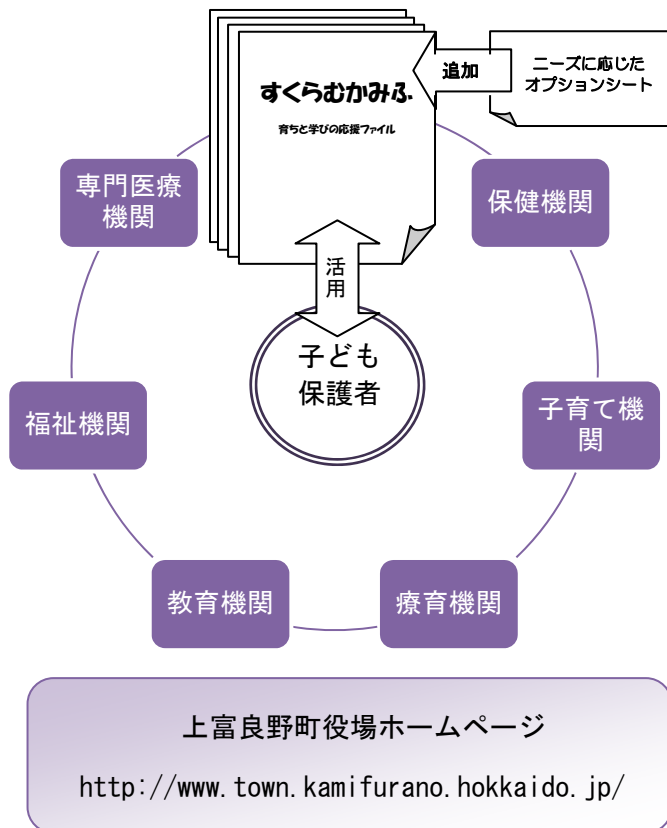 すくらむかみふ
育ちと学びの応援ファイル
追加
ニーズに応じた
オプションシート
専門医療
機関
保健機関
活
用
子ども
保護者
福祉機関
子育て機
関
教育機関
療育機関
上富良野町役場ホームページ
http://www.town.kamifurano.hokkaido.jp/